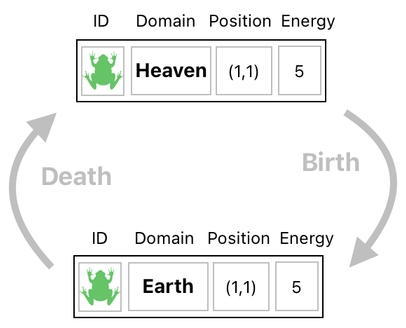 ID Domain Position Energy
Heaven (1,1) 5
Death
Birth
ID Domain Position Energy
Earth (1,1) 5